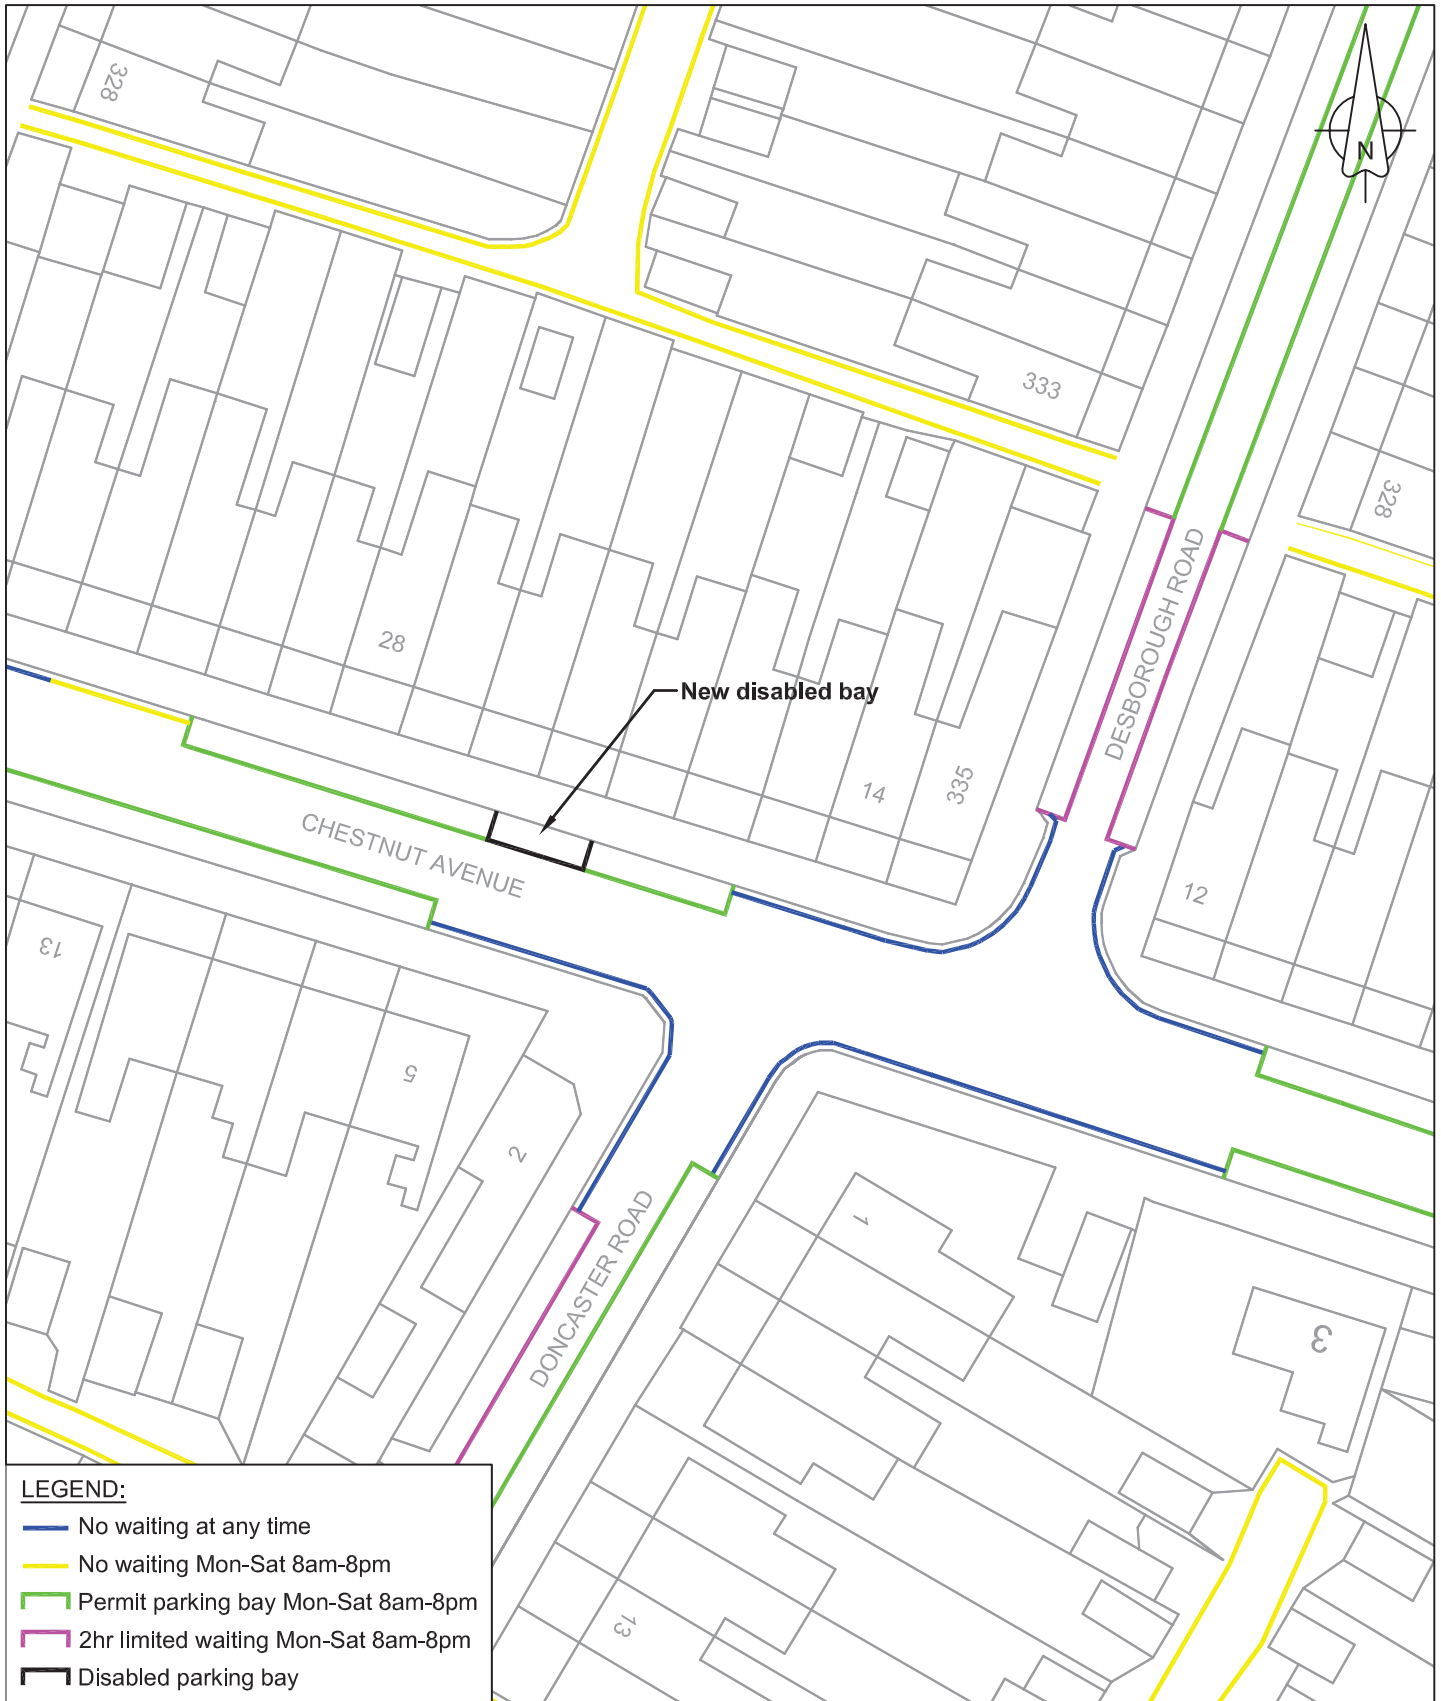 328
N
333
328
DESBOROUGH ROAD
28
New disabled bay
14
335
CHESTNUT AVENUE
12
13
5
2
1
DONCASTER ROAD
3
13
LEGEND:
No waiting at any time
No waiting Mon-Sat 8am-8pm
Permit parking bay Mon-Sat 8am-8pm
2hr limited waiting Mon-Sat 8am-8pm
Disabled parking bay